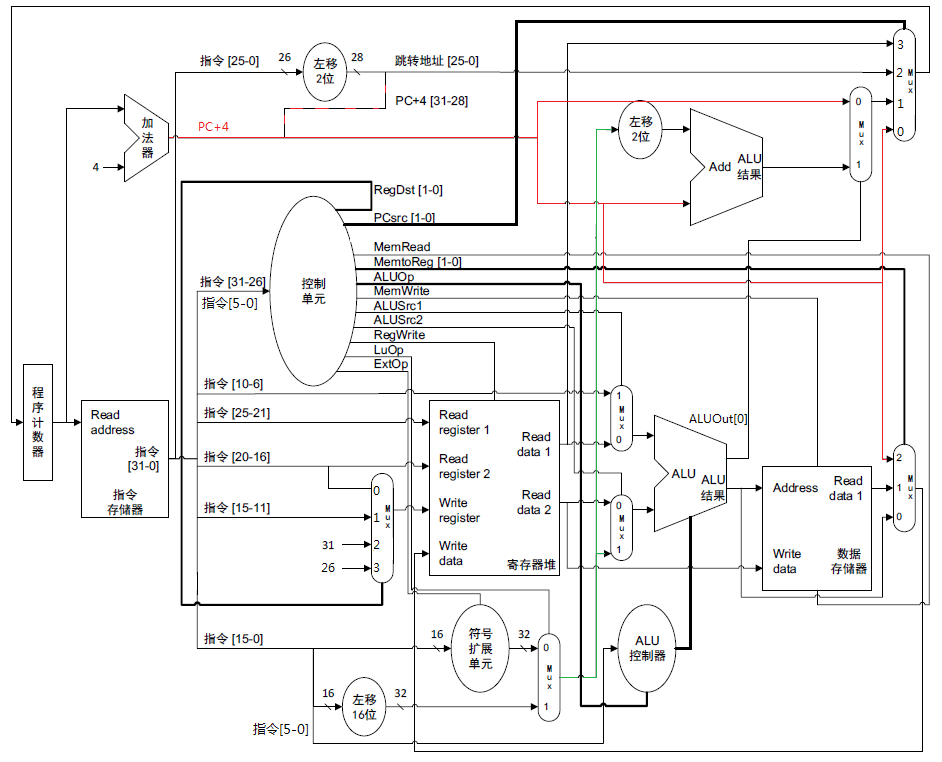 指令 [25-0]
26
左移
2位
28
跳转地址 [25-0]
PC+4 [31-28]
3
2
1
0
Mux
加法器
4
PC+4
左移
2位
Add
ALU
结果
0
Mux
1
RegDst [1-0]
PCsrc [1-0]
MemRead
MemtoReg [1-0]
ALUOp
MemWrite
ALUSrc1
ALUSrc2
RegWrite
LuOp
ExtOp
控制
单元
指令 [31-26]
指令[5-0]
程序计数器
Read
address
指令
[31-0]
指令
存储器
指令 [10-6]
指令 [25-21]
指令 [20-16]
指令 [15-11]
31
26
0
1
2
3
Mux
Read
register 1
Read
register 2
Write
register
Write
data
Read
data 1
Read
data 2
寄存器堆
1
Mux
0
0
Mux
1
ALU
ALU
结果
ALUOut[0]
Address
Read
data 1
Write
data
数据
存储器
2
1
0
Mux
指令 [15-0]
16
符号
扩展
单元
32
0
Mux
1
16
左移
16位
32
指令[5-0]
ALU
控制器